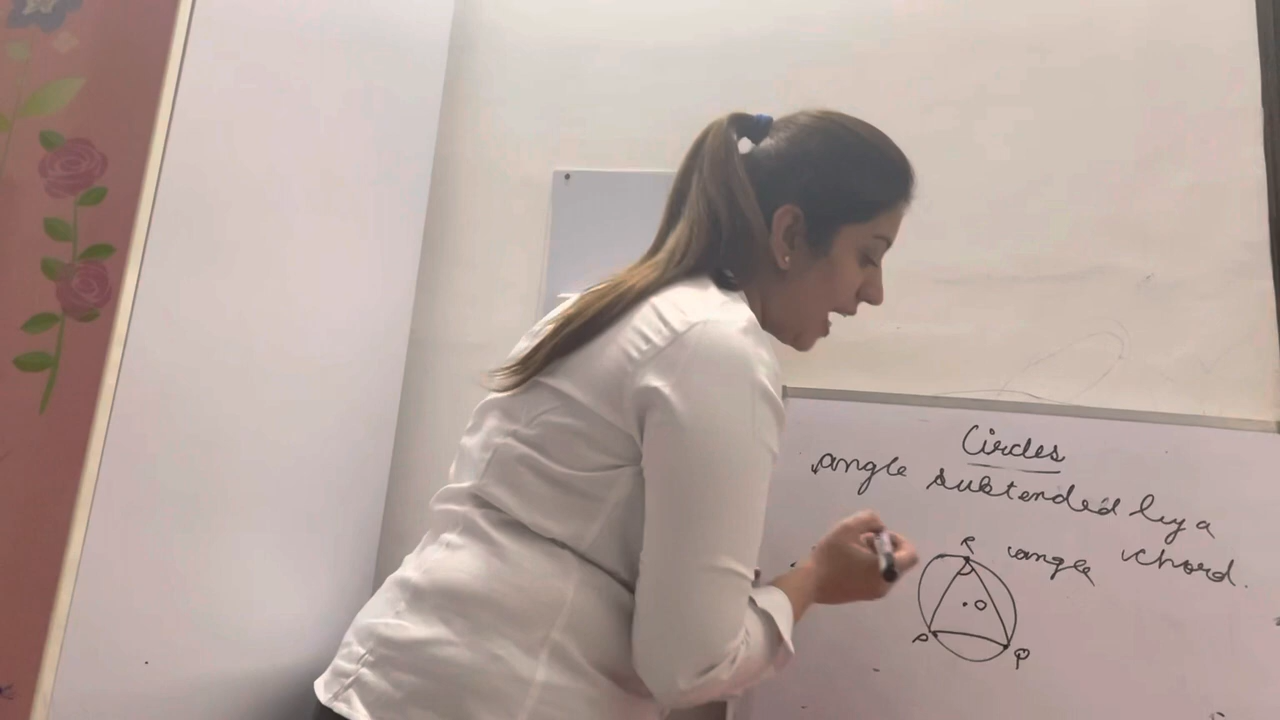 Circles
angle subtended by a
chord.
R angle
O
P Q